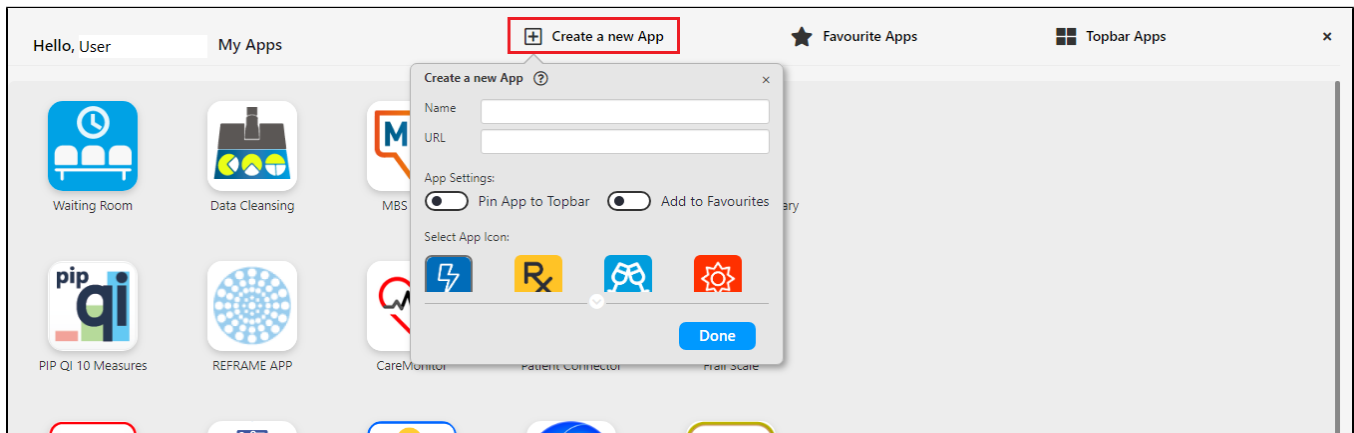 Hello, User My Apps Create a new App Favourite Apps Topbar Apps ×
Create a new App ? ×
Name
URL
App Settings:
Pin App to Topbar Add to Favourites
Select App Icon:
Rx
Done
M
Waiting Room Data Cleansing MBS ary
pip
qi
PIP QI 10 Measures REFRAME APP CareMonitor Patient Connector Frail Scale